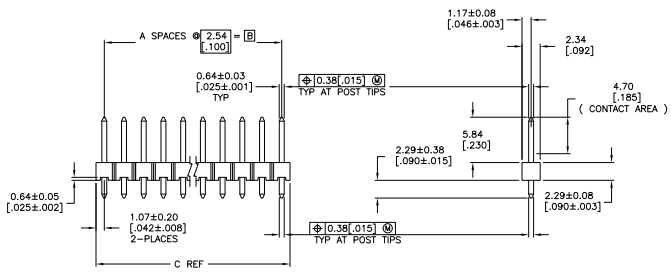 1.17±0.08
[.046±.003]
A SPACES @ 2.54 = B
[.100]
2.34
[.092]
0.64±0.03
[.025±.001]
TYP
⌖ 0.38[.015] Ⓜ
TYP AT POST TIPS
4.70
[.185]
( CONTACT AREA )
5.84
[.230]
2.29±0.38
[.090±.015]
0.64±0.05
[.025±.002]
2.29±0.08
[.090±.003]
1.07±0.20
[.042±.008]
2-PLACES
⌖ 0.38[.015] Ⓜ
TYP AT POST TIPS
C REF